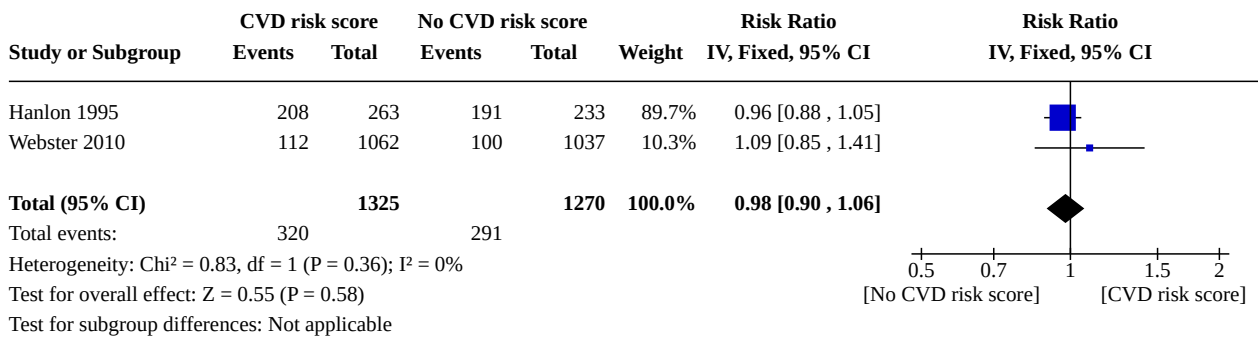 CVD risk score No CVD risk score Risk Ratio Risk Ratio
Study or Subgroup Events Total Events Total Weight IV, Fixed, 95% CI IV, Fixed, 95% CI
Hanlon 1995 208 263 191 233 89.7% 0.96 [0.88 , 1.05]
Webster 2010 112 1062 100 1037 10.3% 1.09 [0.85 , 1.41]
Total (95% CI) 1325 1270 100.0% 0.98 [0.90 , 1.06]
Total events: 320 291
Heterogeneity: Chi² = 0.83, df = 1 (P = 0.36); I² = 0%
0.5 0.7 1 1.5 2
Test for overall effect: Z = 0.55 (P = 0.58) [No CVD risk score] [CVD risk score]
Test for subgroup differences: Not applicable